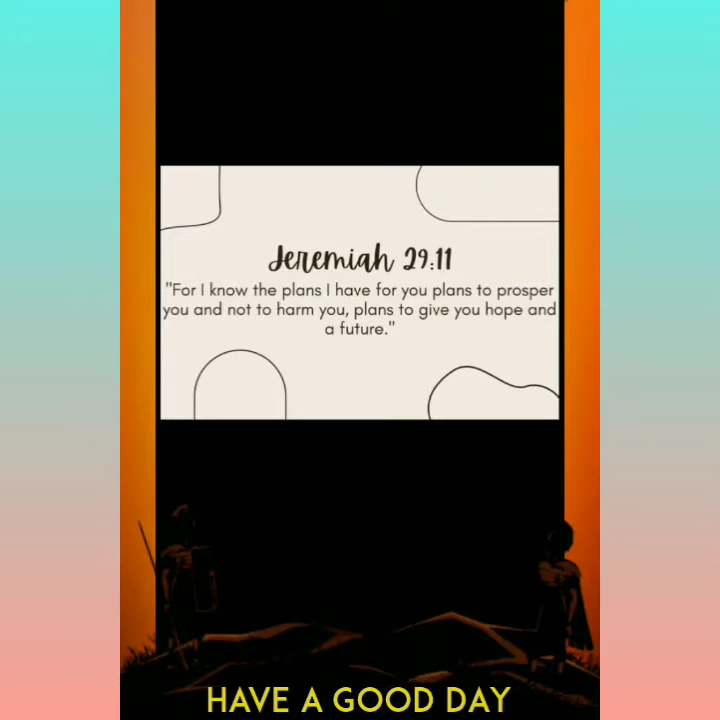 Jeremiah 29:11
"For I know the plans I have for you plans to prosper
you and not to harm you, plans to give you hope and
a future."
HAVE A GOOD DAY